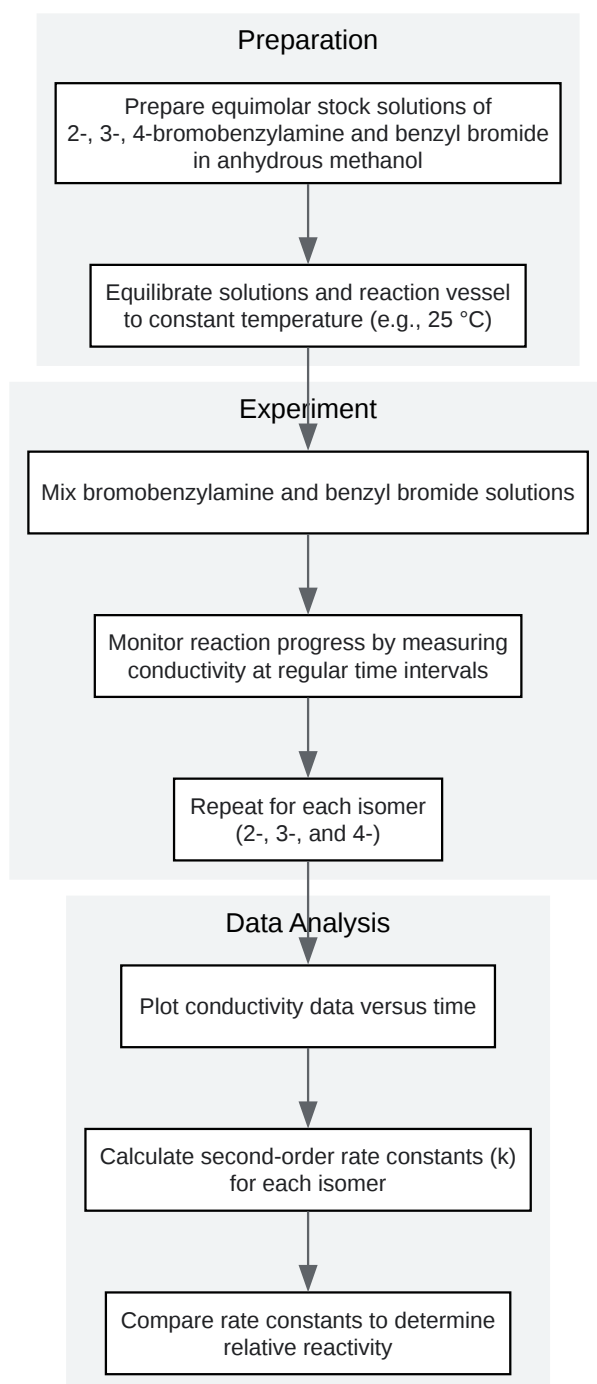 Preparation
Prepare equimolar stock solutions of
2-, 3-, 4-bromobenzylamine and benzyl bromide
in anhydrous methanol
Equilibrate solutions and reaction vessel
to constant temperature (e.g., 25 °C)
Experiment
Mix bromobenzylamine and benzyl bromide solutions
Monitor reaction progress by measuring
conductivity at regular time intervals
Repeat for each isomer
(2-, 3-, and 4-)
Data Analysis
Plot conductivity data versus time
Calculate second-order rate constants (k)
for each isomer
Compare rate constants to determine
relative reactivity